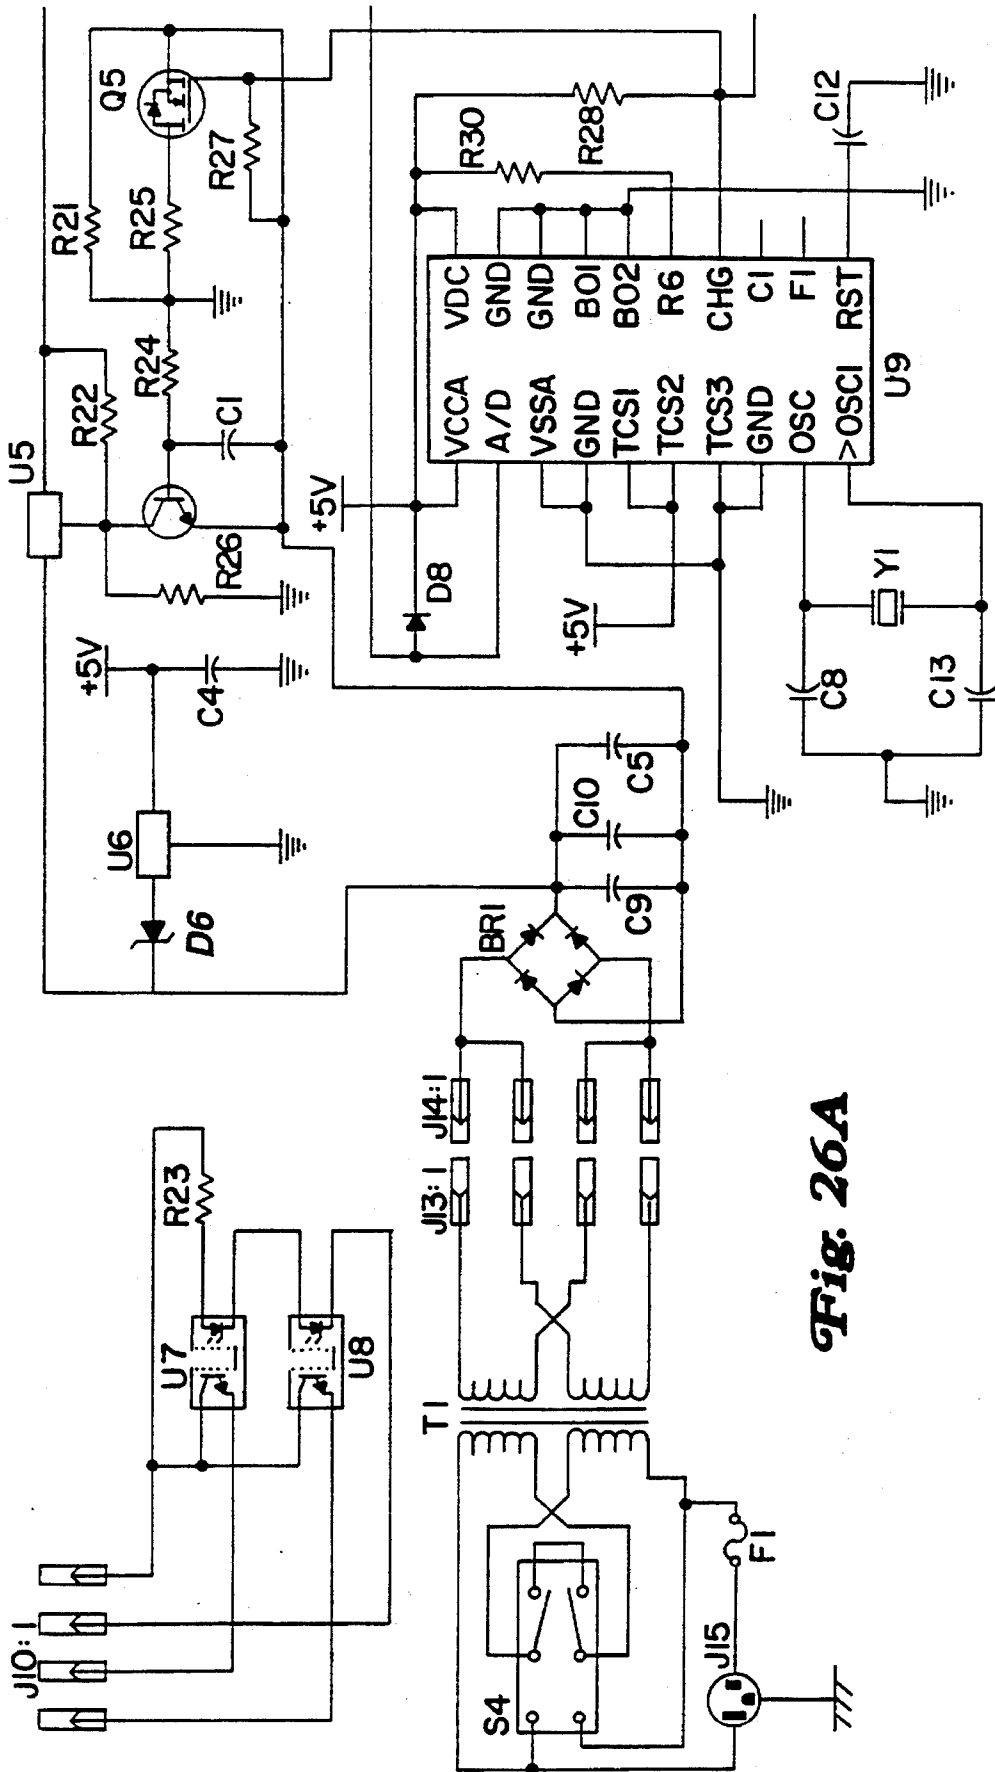 Q5
R21
R25
R27
R22
R24
C1
U5
R26
+5V
C4
U6
D6
R30
R28
C12
+5V
D8
+5V
VCCA
A/D
VSSA
GND
TCS1
TCS2
TCS3
GND
OSC
>OSC1
VDC
GND
GND
BO1
BO2
R6
CHG
C1
F1
RST
U9
Y1
C8
C13
C5
C10
C9
BR1
J14:1
J13:1
R23
U7
U8
J10:1
T1
S4
F1
J15
Fig. 26A